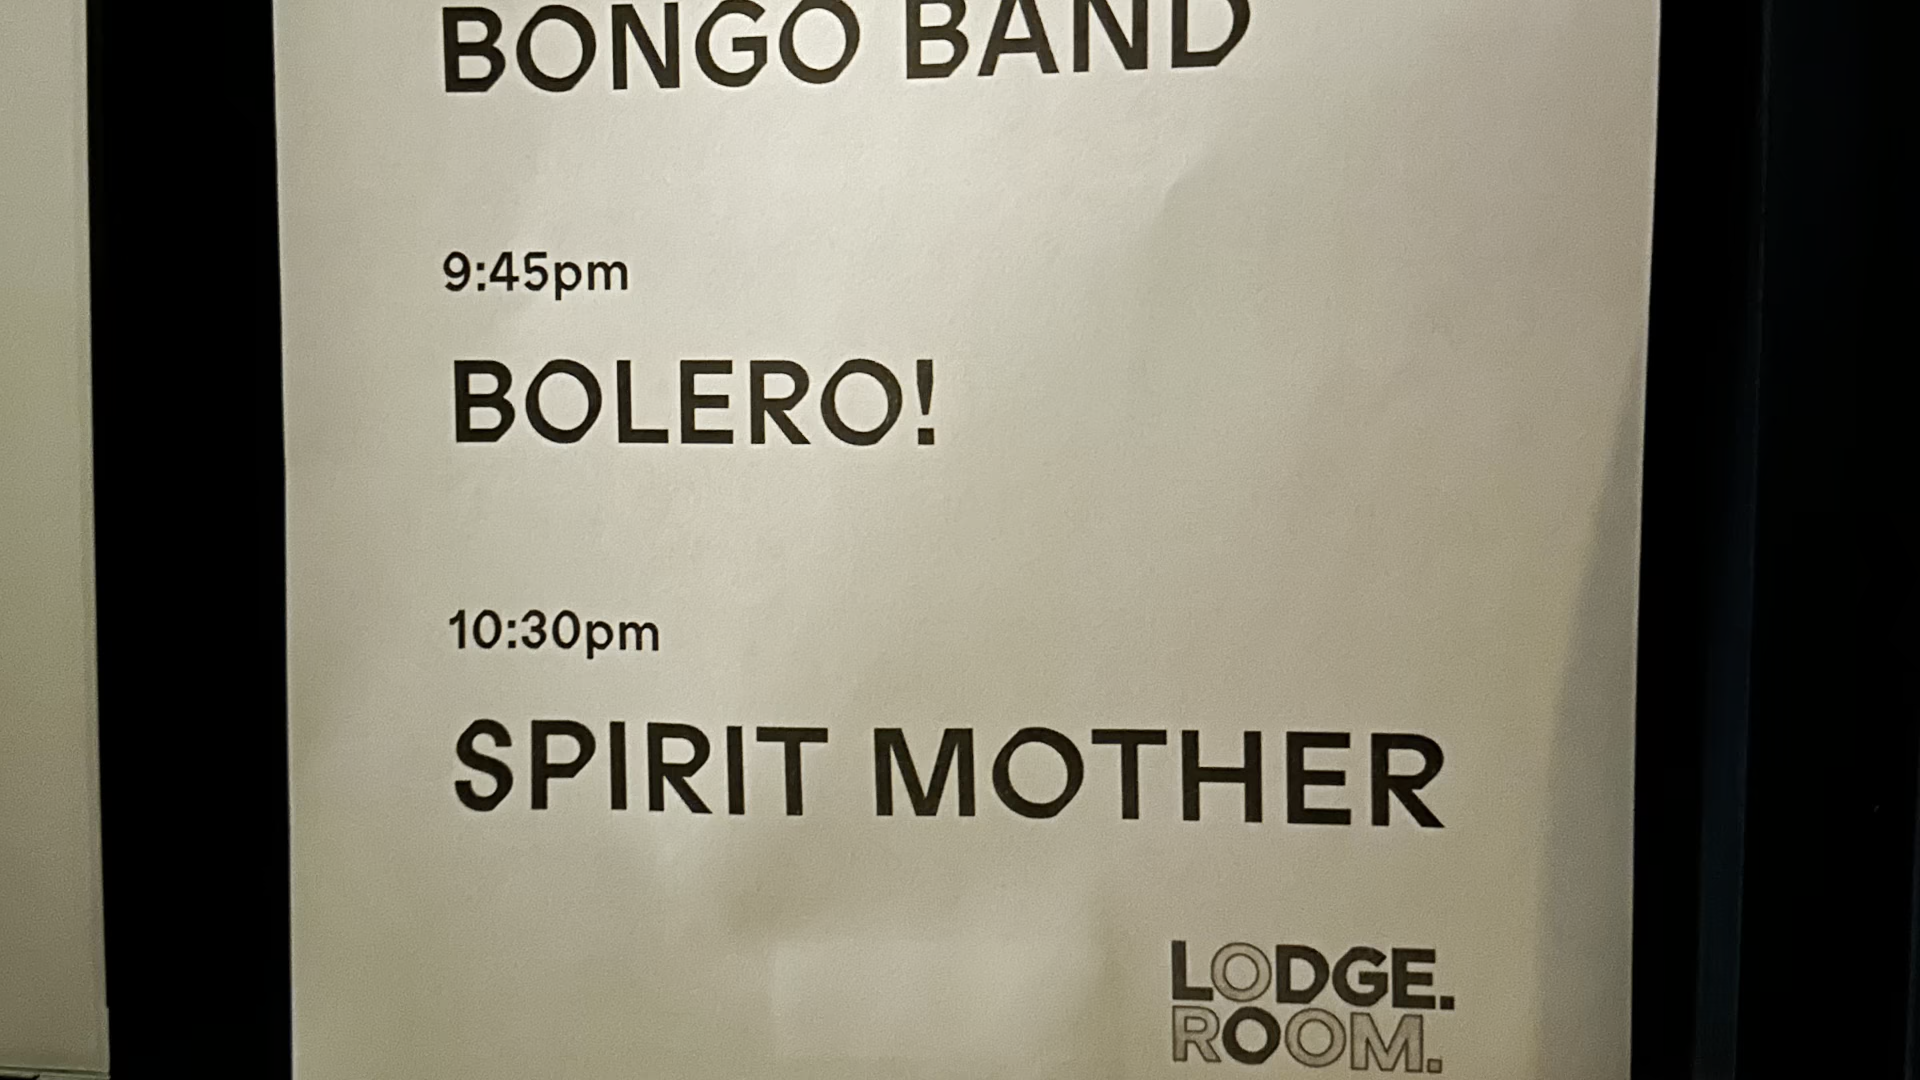 BONGO BAND
9:45pm
BOLERO!
10:30pm
SPIRIT MOTHER
LODGE.
ROOM.